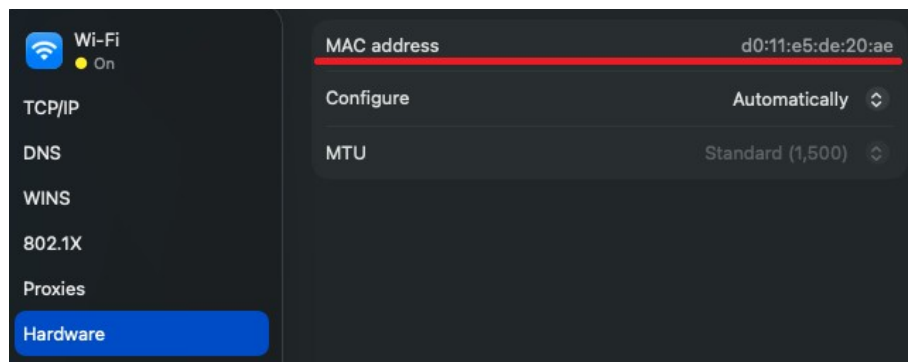 Wi-Fi
On
TCP/IP
DNS
WINS
802.1X
Proxies
Hardware
MAC address d0:11:e5:de:20:ae
Configure Automatically
MTU Standard (1,500)